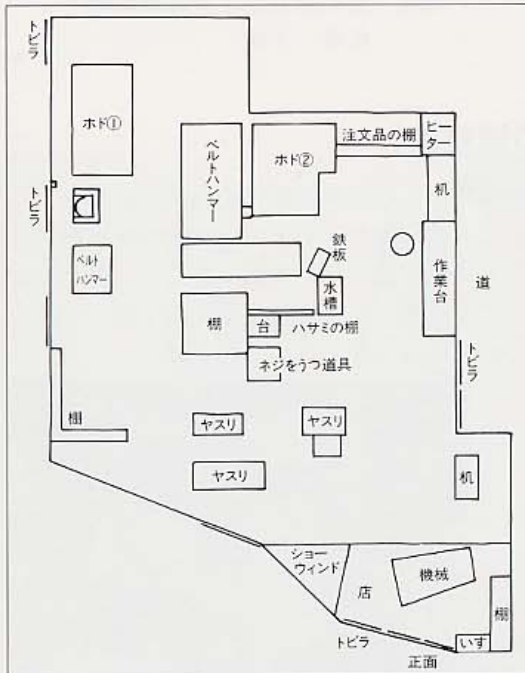 トビラ
ホド①
ベルトハンマー
ホド②
注文品の棚
ヒーター
机
トビラ
ベルト
ハンマー
鉄板
水槽
作業台
道
棚
台
ハサミの棚
ネジをうつ道具
トビラ
棚
ヤスリ
ヤスリ
ヤスリ
机
ショー
ウィンド
店
機械
棚
トビラ
いす
正面